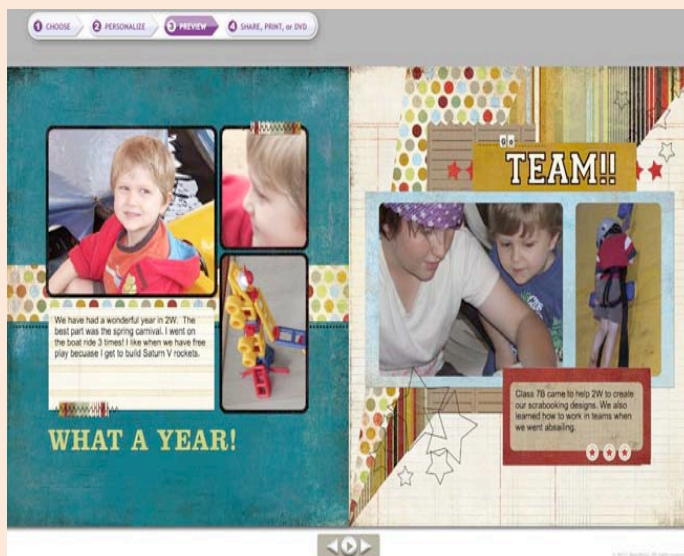 1 CHOOSE 2 PERSONALIZE 3 PREVIEW 4 SHARE, PRINT, or DVD
We have had a wonderful year in 2W. The
best part was the spring carnival. I went on
the boat ride 3 times! I like when we have free
play becuase I get to build Saturn V rockets.
WHAT A YEAR!
Go
TEAM!!
Class 7B came to help 2W to create
our scrabooking designs. We also
learned how to work in teams when
we went absailing.